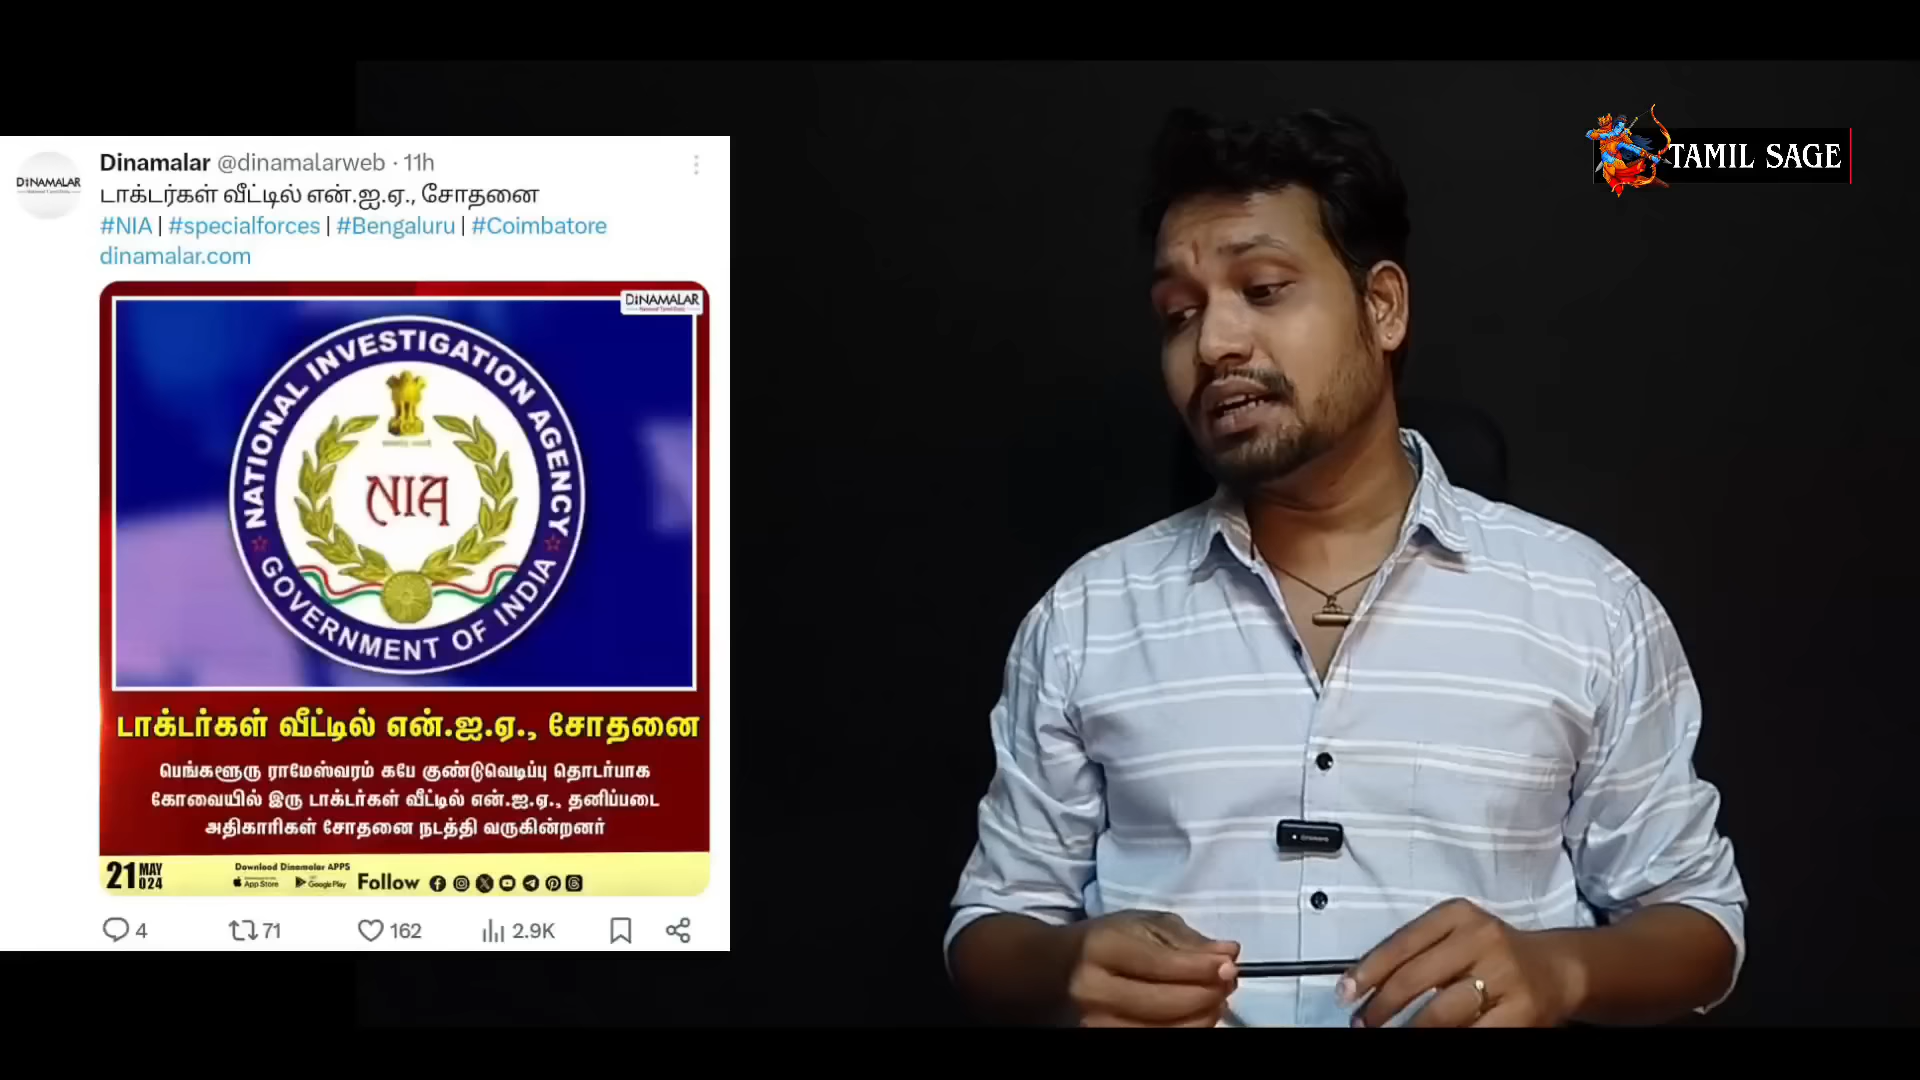 Dinamalar @dinamalarweb · 11h
டாக்டர்கள் வீட்டில் என்.ஐ.ஏ., சோதனை
#NIA | #specialforces | #Bengaluru | #Coimbatore
dinamalar.com
DINAMALAR
DINAMALAR
NATIONAL INVESTIGATION AGENCY
NIA
GOVERNMENT OF INDIA
டாக்டர்கள் வீட்டில் என்.ஐ.ஏ., சோதனை
பெங்களூரு ராமேஸ்வரம் கபே குண்டுவெடிப்பு தொடர்பாக
கோவையில் இரு டாக்டர்கள் வீட்டில் என்.ஐ.ஏ., தனிப்படை
அதிகாரிகள் சோதனை நடத்தி வருகின்றனர்
21 MAY
024
Download Dinamalar APPS
App Store Google Play Follow
4 71 162 2.9K
TAMIL SAGE